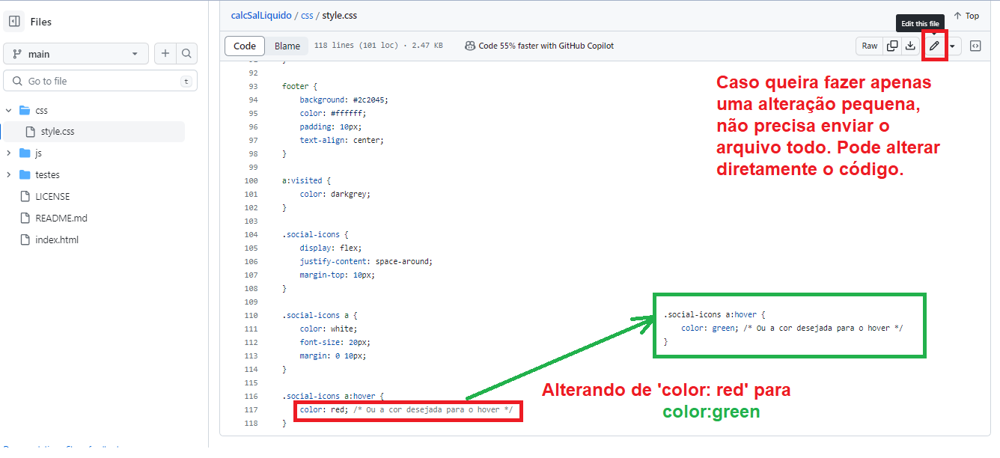 Files
main
Go to file
t
css
style.css
js
testes
LICENSE
README.md
index.html
calcSalLiquido / css / style.css
Edit this file
Top
Code Blame 118 lines (101 loc) · 2.47 KB Code 55% faster with GitHub Copilot Raw
92
93 footer {
94 background: #2c2045;
95 color: #ffffff;
96 padding: 10px;
97 text-align: center;
98 }
99
100 a:visited {
101 color: darkgrey;
102 }
103
104 .social-icons {
105 display: flex;
106 justify-content: space-around;
107 margin-top: 10px;
108 }
109
110 .social-icons a {
111 color: white;
112 font-size: 20px;
113 margin: 0 10px;
114 }
115
116 .social-icons a:hover {
117 color: red; /* Ou a cor desejada para o hover */
118 }
Caso queira fazer apenas
uma alteração pequena,
não precisa enviar o
arquivo todo. Pode alterar
diretamente o código.
.social-icons a:hover {
color: green; /* Ou a cor desejada para o hover */
}
Alterando de 'color: red' para
color:green